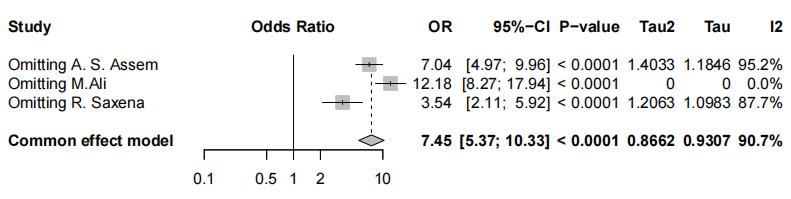 Study Odds Ratio OR 95%−CI P−value Tau2 Tau I2
Omitting A. S. Assem 7.04 [4.97; 9.96] < 0.0001 1.4033 1.1846 95.2%
Omitting M.Ali 12.18 [8.27; 17.94] < 0.0001 0 0 0.0%
Omitting R. Saxena 3.54 [2.11; 5.92] < 0.0001 1.2063 1.0983 87.7%
Common effect model 7.45 [5.37; 10.33] < 0.0001 0.8662 0.9307 90.7%
0.1 0.5 1 2 10